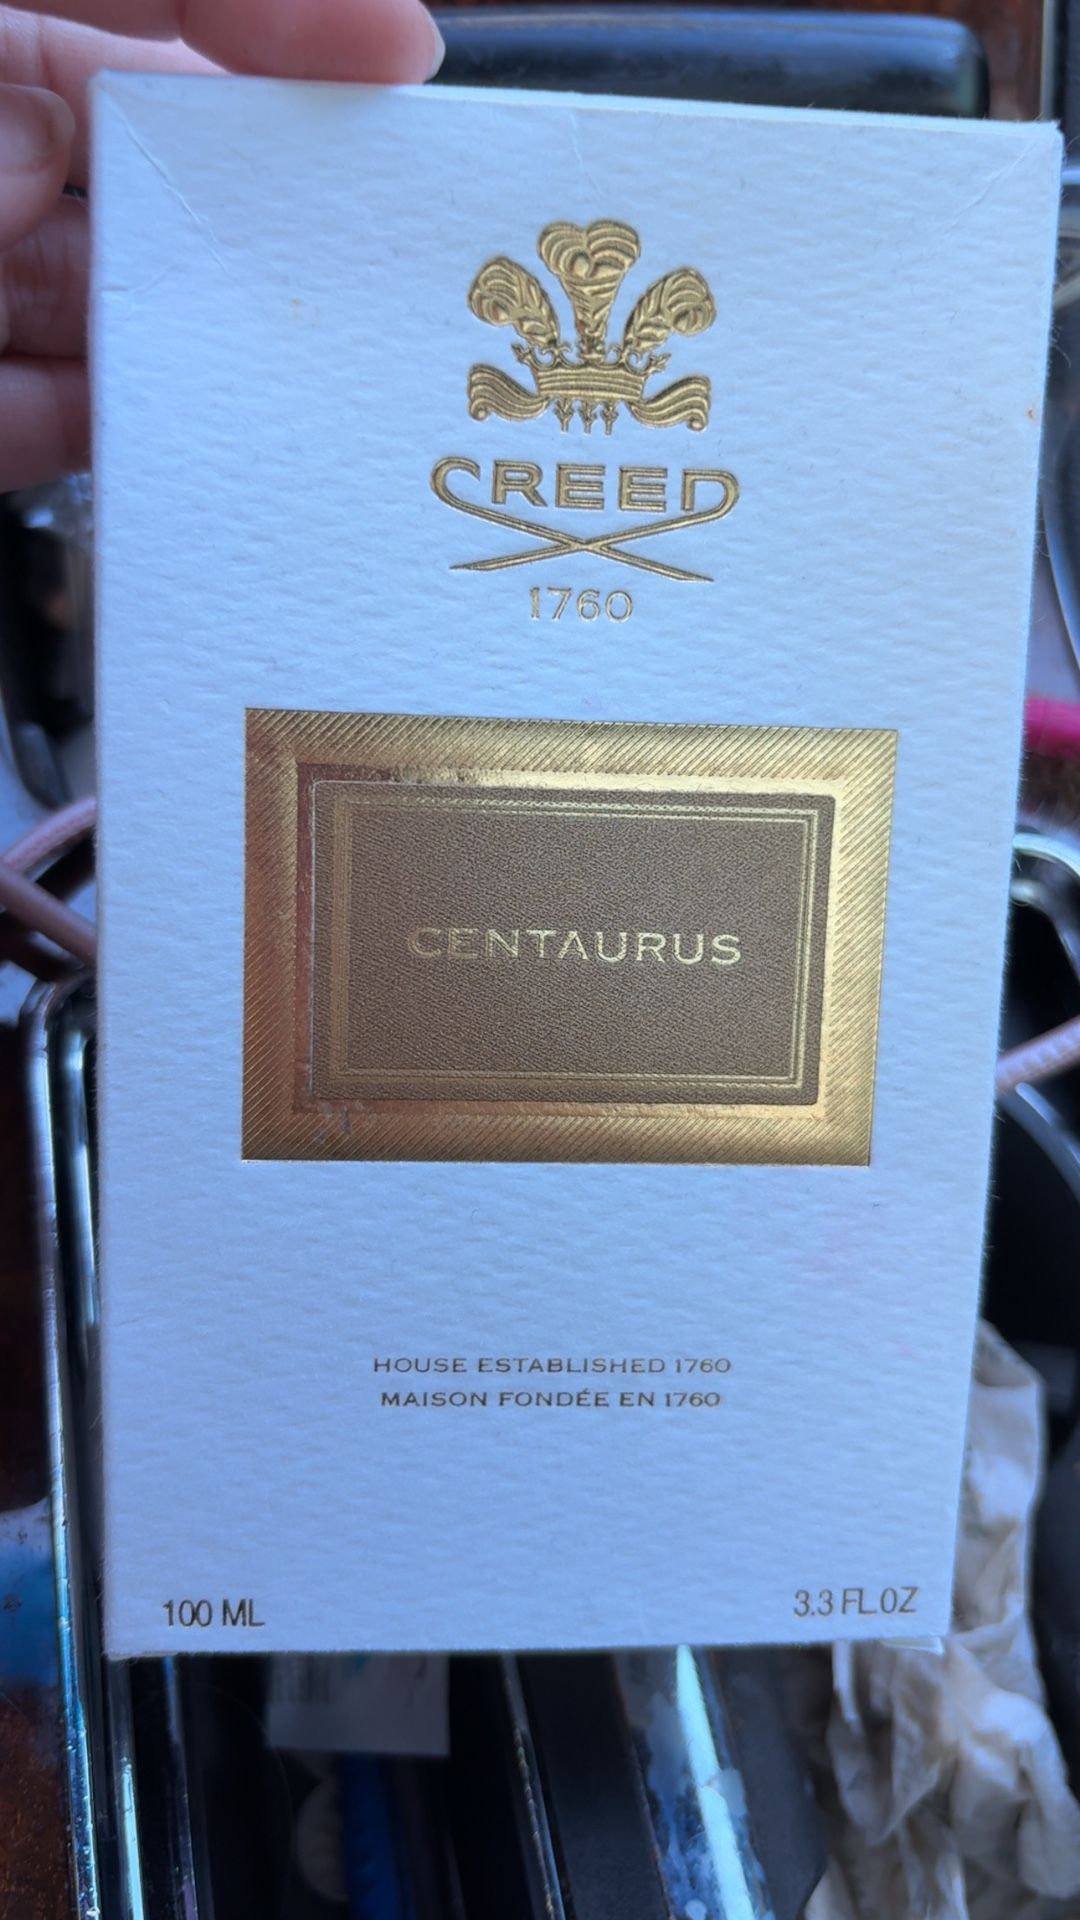 CREED
1760
CENTAURUS
HOUSE ESTABLISHED 1760
MAISON FONDÉE EN 1760
100 ML
3.3 FL.OZ